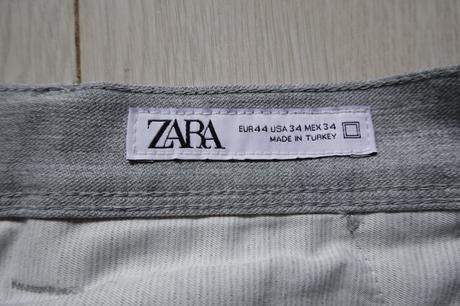 ZARA
EUR 44 USA 34 MEX 34
MADE IN TURKEY